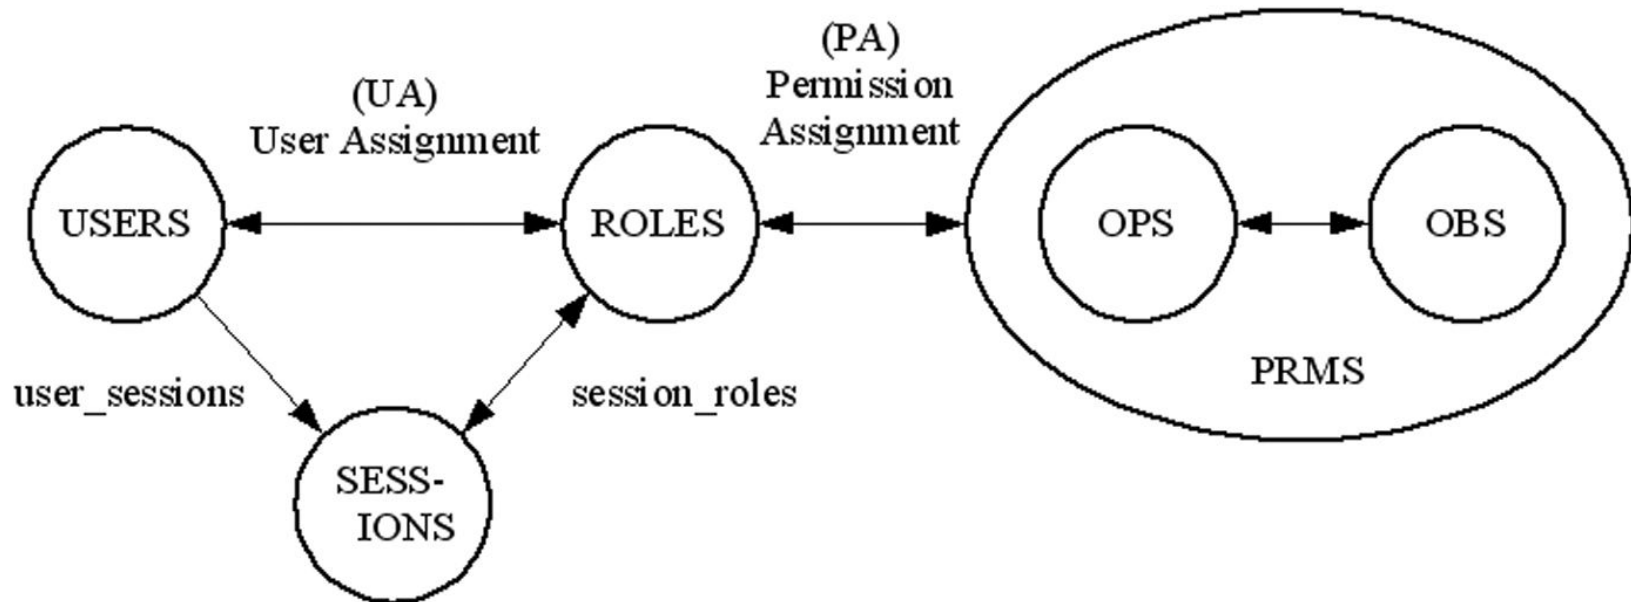 (PA)
Permission
Assignment
(UA)
User Assignment
USERS
ROLES
OPS
OBS
PRMS
user_sessions
session_roles
SESS-
IONS